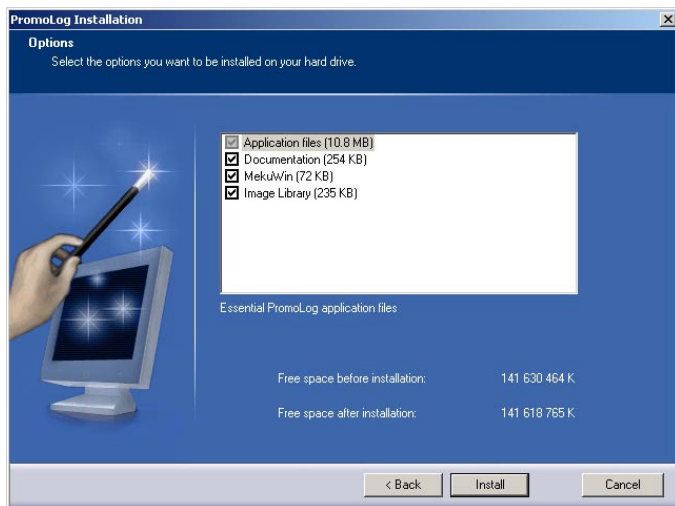 PromoLog Installation
Options
Select the options you want to be installed on your hard drive.
Application files (10.8 MB)
Documentation (254 KB)
MekuWin (72 KB)
Image Library (235 KB)
Essential PromoLog application files
Free space before installation: 141 630 464 K
Free space after installation: 141 618 765 K
< Back Install Cancel